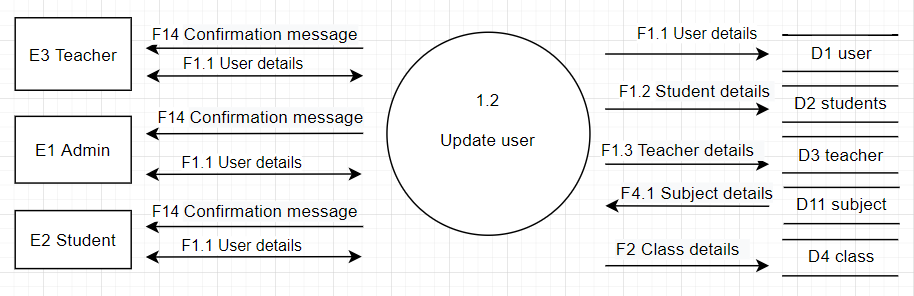 E3 Teacher
F14 Confirmation message
F1.1 User details
E1 Admin
F14 Confirmation message
F1.1 User details
E2 Student
F14 Confirmation message
F1.1 User details
1.2
Update user
F1.1 User details
D1 user
F1.2 Student details
D2 students
F1.3 Teacher details
D3 teacher
F4.1 Subject details
D11 subject
F2 Class details
D4 class